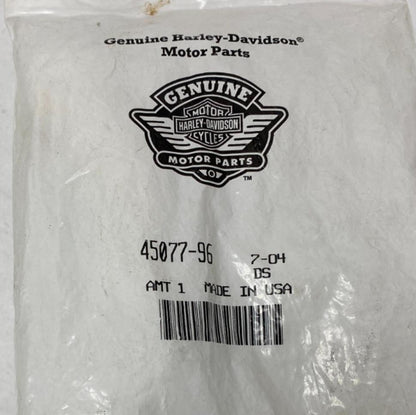 Genuine Harley-Davidson®
Motor Parts
GENUINE
MOTOR
HARLEY-DAVIDSON
CYCLES
MOTOR PARTS
TM
45077-96 7-04
DS
AMT 1 MADE IN USA